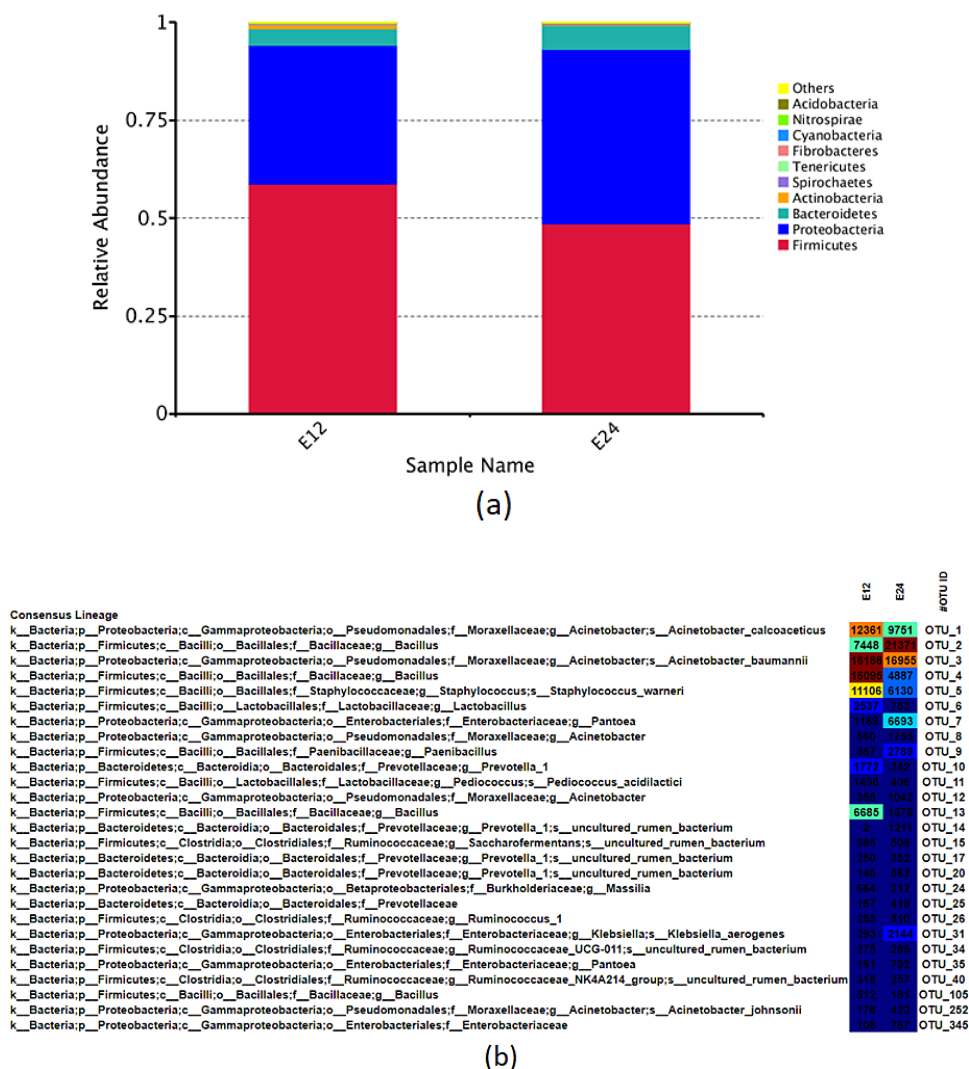 1
0.75
0.5
0.25
0
Relative Abundance
E12
E24
Sample Name
Others
Acidobacteria
Nitrospirae
Cyanobacteria
Fibrobacteres
Tenericutes
Spirochaetes
Actinobacteria
Bacteroidetes
Proteobacteria
Firmicutes
(a)
Consensus Lineage E12 E24 #OTU ID
k__Bacteria;p__Proteobacteria;c__Gammaproteobacteria;o__Pseudomonadales;f__Moraxellaceae;g__Acinetobacter;s__Acinetobacter_calcoaceticus 12361 9751 OTU_1
k__Bacteria;p__Firmicutes;c__Bacilli;o__Bacillales;f__Bacillaceae;g__Bacillus 7448 21371 OTU_2
k__Bacteria;p__Proteobacteria;c__Gammaproteobacteria;o__Pseudomonadales;f__Moraxellaceae;g__Acinetobacter;s__Acinetobacter_baumannii 16955 OTU_3
k__Bacteria;p__Firmicutes;c__Bacilli;o__Bacillales;f__Bacillaceae;g__Bacillus 4887 OTU_4
k__Bacteria;p__Firmicutes;c__Bacilli;o__Bacillales;f__Staphylococcaceae;g__Staphylococcus;s__Staphylococcus_warneri 11106 6130 OTU_5
k__Bacteria;p__Firmicutes;c__Bacilli;o__Lactobacillales;f__Lactobacillaceae;g__Lactobacillus 2537 OTU_6
k__Bacteria;p__Proteobacteria;c__Gammaproteobacteria;o__Enterobacteriales;f__Enterobacteriaceae;g__Pantoea 6693 OTU_7
k__Bacteria;p__Proteobacteria;c__Gammaproteobacteria;o__Pseudomonadales;f__Moraxellaceae;g__Acinetobacter OTU_8
k__Bacteria;p__Firmicutes;c__Bacilli;o__Bacillales;f__Paenibacillaceae;g__Paenibacillus OTU_9
k__Bacteria;p__Bacteroidetes;c__Bacteroidia;o__Bacteroidales;f__Prevotellaceae;g__Prevotella_1 1772 OTU_10
k__Bacteria;p__Firmicutes;c__Bacilli;o__Lactobacillales;f__Lactobacillaceae;g__Pediococcus;s__Pediococcus_acidilactici OTU_11
k__Bacteria;p__Proteobacteria;c__Gammaproteobacteria;o__Pseudomonadales;f__Moraxellaceae;g__Acinetobacter OTU_12
k__Bacteria;p__Firmicutes;c__Bacilli;o__Bacillales;f__Bacillaceae;g__Bacillus 6685 OTU_13
k__Bacteria;p__Bacteroidetes;c__Bacteroidia;o__Bacteroidales;f__Prevotellaceae;g__Prevotella_1;s__uncultured_rumen_bacterium OTU_14
k__Bacteria;p__Firmicutes;c__Clostridia;o__Clostridiales;f__Ruminococcaceae;g__Saccharofermentans;s__uncultured_rumen_bacterium OTU_15
k__Bacteria;p__Bacteroidetes;c__Bacteroidia;o__Bacteroidales;f__Prevotellaceae;g__Prevotella_1;s__uncultured_rumen_bacterium OTU_17
k__Bacteria;p__Bacteroidetes;c__Bacteroidia;o__Bacteroidales;f__Prevotellaceae;g__Prevotella_1;s__uncultured_rumen_bacterium OTU_20
k__Bacteria;p__Proteobacteria;c__Gammaproteobacteria;o__Betaproteobacteriales;f__Burkholderiaceae;g__Massilia OTU_24
k__Bacteria;p__Bacteroidetes;c__Bacteroidia;o__Bacteroidales;f__Prevotellaceae OTU_25
k__Bacteria;p__Firmicutes;c__Clostridia;o__Clostridiales;f__Ruminococcaceae;g__Ruminococcus_1 OTU_26
k__Bacteria;p__Proteobacteria;c__Gammaproteobacteria;o__Enterobacteriales;f__Enterobacteriaceae;g__Klebsiella;s__Klebsiella_aerogenes 2144 OTU_31
k__Bacteria;p__Firmicutes;c__Clostridia;o__Clostridiales;f__Ruminococcaceae;g__Ruminococcaceae_UCG-011;s__uncultured_rumen_bacterium OTU_34
k__Bacteria;p__Proteobacteria;c__Gammaproteobacteria;o__Enterobacteriales;f__Enterobacteriaceae;g__Pantoea OTU_35
k__Bacteria;p__Firmicutes;c__Clostridia;o__Clostridiales;f__Ruminococcaceae;g__Ruminococcaceae_NK4A214_group;s__uncultured_rumen_bacterium OTU_40
k__Bacteria;p__Firmicutes;c__Bacilli;o__Bacillales;f__Bacillaceae;g__Bacillus OTU_105
k__Bacteria;p__Proteobacteria;c__Gammaproteobacteria;o__Pseudomonadales;f__Moraxellaceae;g__Acinetobacter;s__Acinetobacter_johnsonii OTU_252
k__Bacteria;p__Proteobacteria;c__Gammaproteobacteria;o__Enterobacteriales;f__Enterobacteriaceae OTU_345
(b)